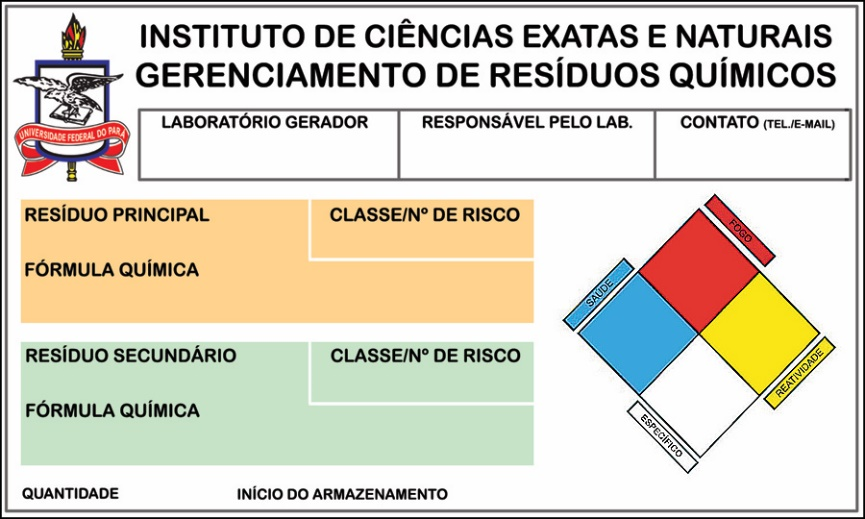 INSTITUTO DE CIÊNCIAS EXATAS E NATURAIS
GERENCIAMENTO DE RESÍDUOS QUÍMICOS
UNIVERSIDADE FEDERAL DO PARÁ
LABORATÓRIO GERADOR
RESPONSÁVEL PELO LAB.
CONTATO (TEL./E-MAIL)
RESÍDUO PRINCIPAL
CLASSE/Nº DE RISCO
FÓRMULA QUÍMICA
RESÍDUO SECUNDÁRIO
CLASSE/Nº DE RISCO
FÓRMULA QUÍMICA
FOGO
SAÚDE
REATIVIDADE
ESPECÍFICO
QUANTIDADE
INÍCIO DO ARMAZENAMENTO